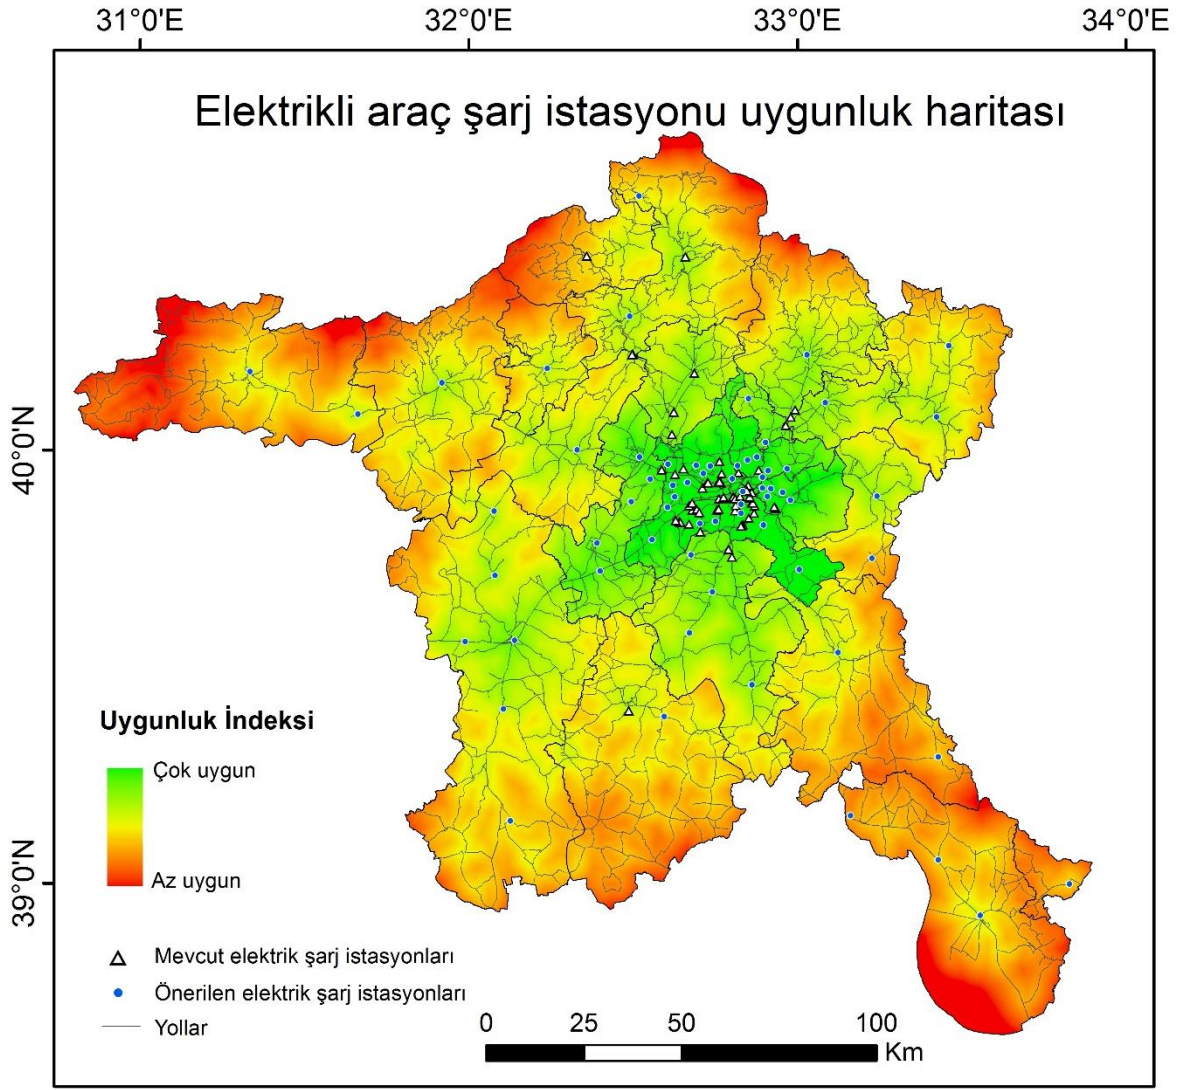 31°0'E 32°0'E 33°0'E 34°0'E
Elektrikli araç şarj istasyonu uygunluk haritası
40°0'N
39°0'N
Uygunluk İndeksi
Çok uygun
Az uygun
Mevcut elektrik şarj istasyonları
Önerilen elektrik şarj istasyonları
Yollar
0 25 50 100
Km